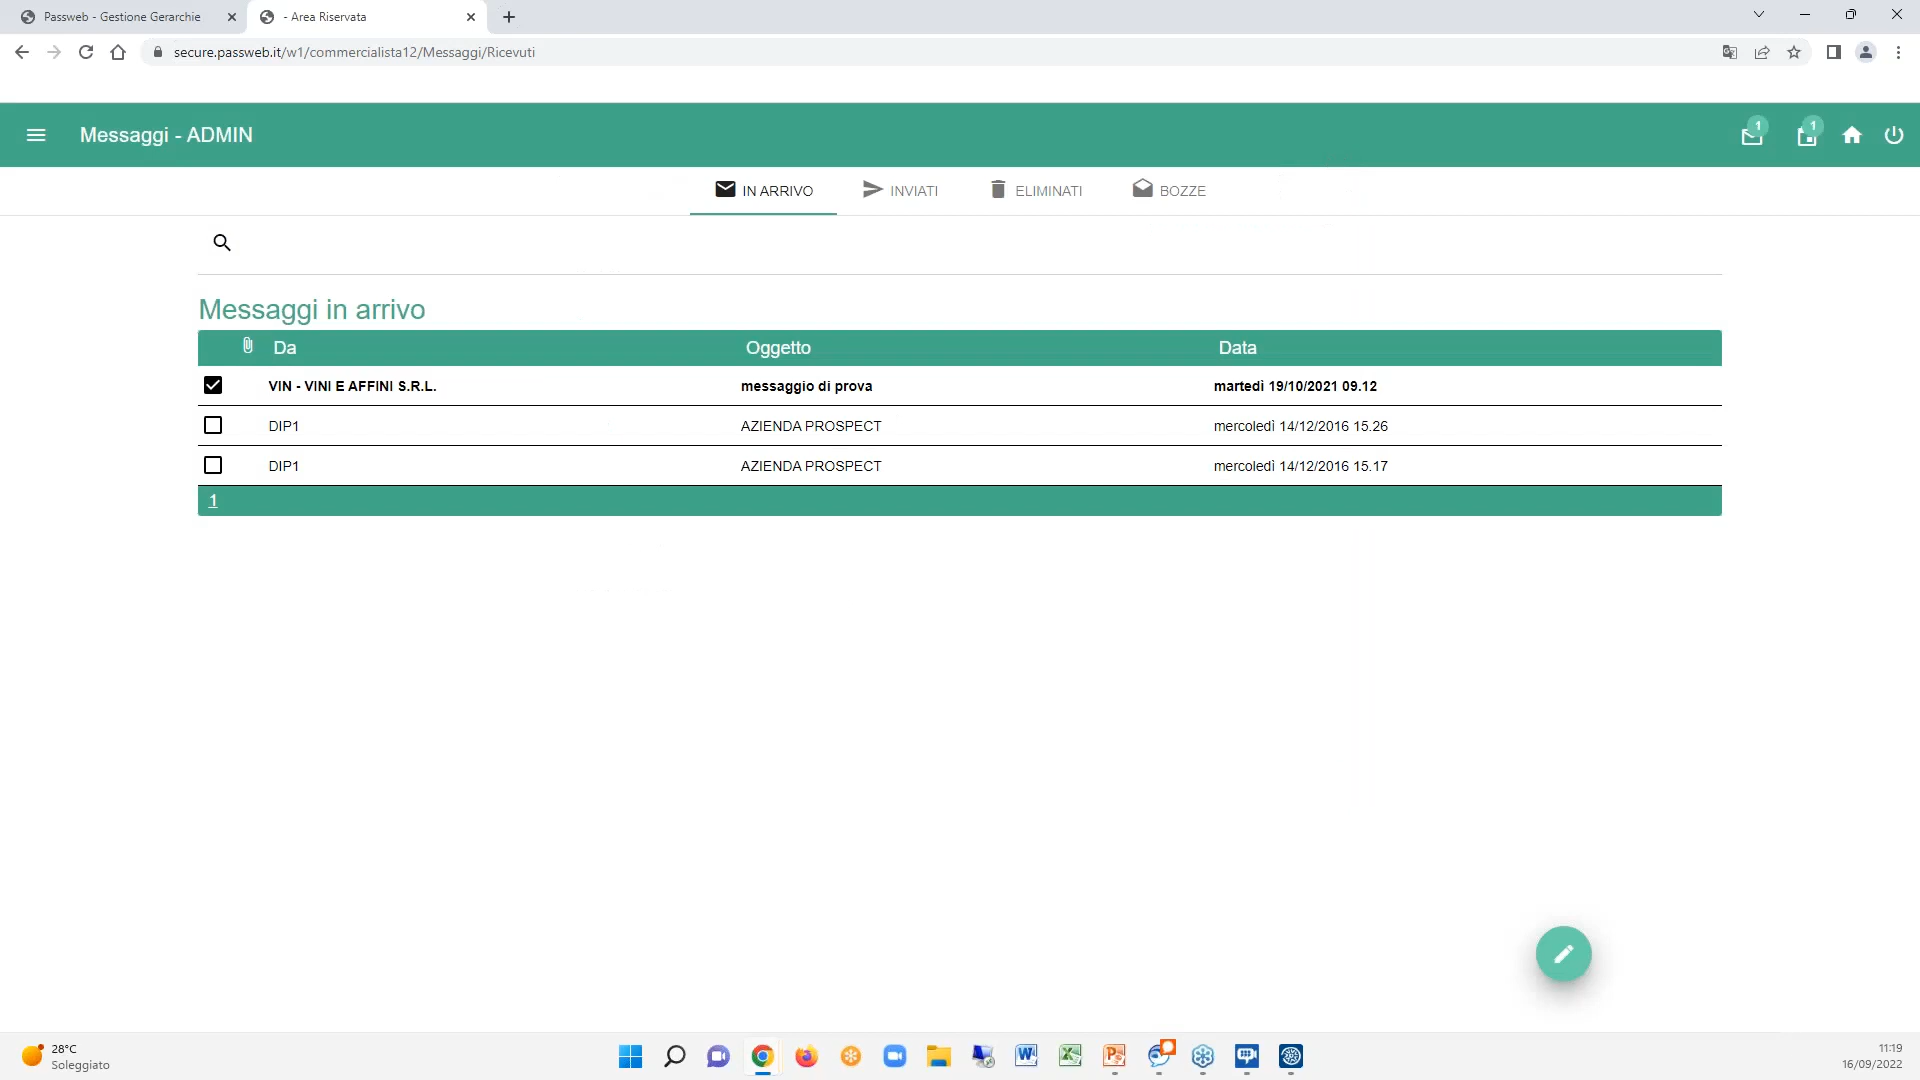 Passweb - Gestione Gerarchie
- Area Riservata
secure.passweb.it/w1/commercialista12/Messaggi/Ricevuti
Messaggi - ADMIN
1
1
IN ARRIVO
INVIATI
ELIMINATI
BOZZE
Messaggi in arrivo
Da Oggetto Data
VIN - VINI E AFFINI S.R.L. messaggio di prova martedì 19/10/2021 09.12
DIP1 AZIENDA PROSPECT mercoledì 14/12/2016 15.26
DIP1 AZIENDA PROSPECT mercoledì 14/12/2016 15.17
1
28°C
Soleggiato
11:19
16/09/2022